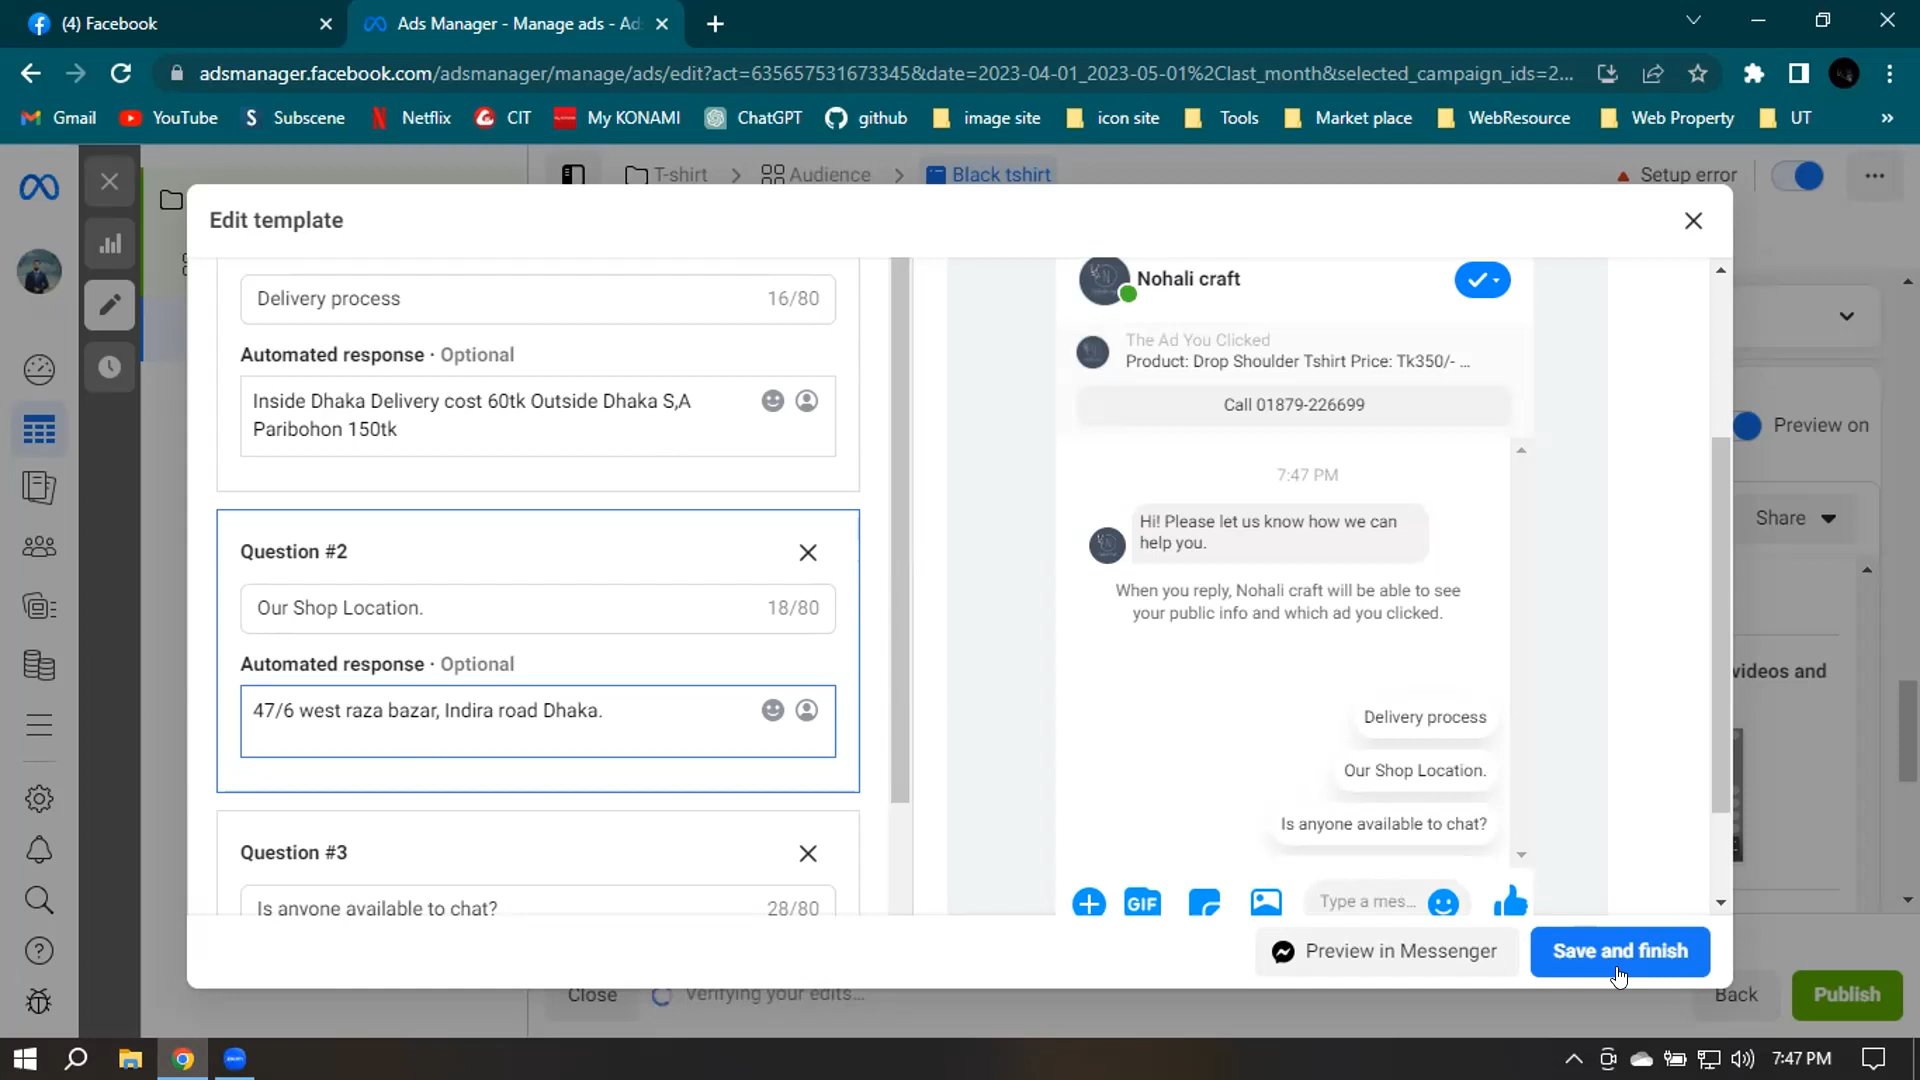 (4) Facebook
Ads Manager - Manage ads - Ad
adsmanager.facebook.com/adsmanager/manage/ads/edit?act=635657531673345&date=2023-04-01_2023-05-01%2Clast_month&selected_campaign_ids=2...
Gmail YouTube Subscene Netflix CIT My KONAMI ChatGPT github image site icon site Tools Market place WebResource Web Property UT »
T-shirt > Audience > Black tshirt
Setup error
Edit template
Delivery process 16/80
Automated response · Optional
Inside Dhaka Delivery cost 60tk Outside Dhaka S,A
Paribohon 150tk
Question #2
Our Shop Location. 18/80
Automated response · Optional
47/6 west raza bazar, Indira road Dhaka.
Question #3
Is anyone available to chat? 28/80
Nohali craft
The Ad You Clicked
Product: Drop Shoulder Tshirt Price: Tk350/- ...
Call 01879-226699
7:47 PM
Hi! Please let us know how we can
help you.
When you reply, Nohali craft will be able to see
your public info and which ad you clicked.
Delivery process
Our Shop Location.
Is anyone available to chat?
GIF
Type a mes...
Preview on
Share
videos and
Preview in Messenger
Save and finish
Close
Verifying your edits...
Back
Publish
7:47 PM